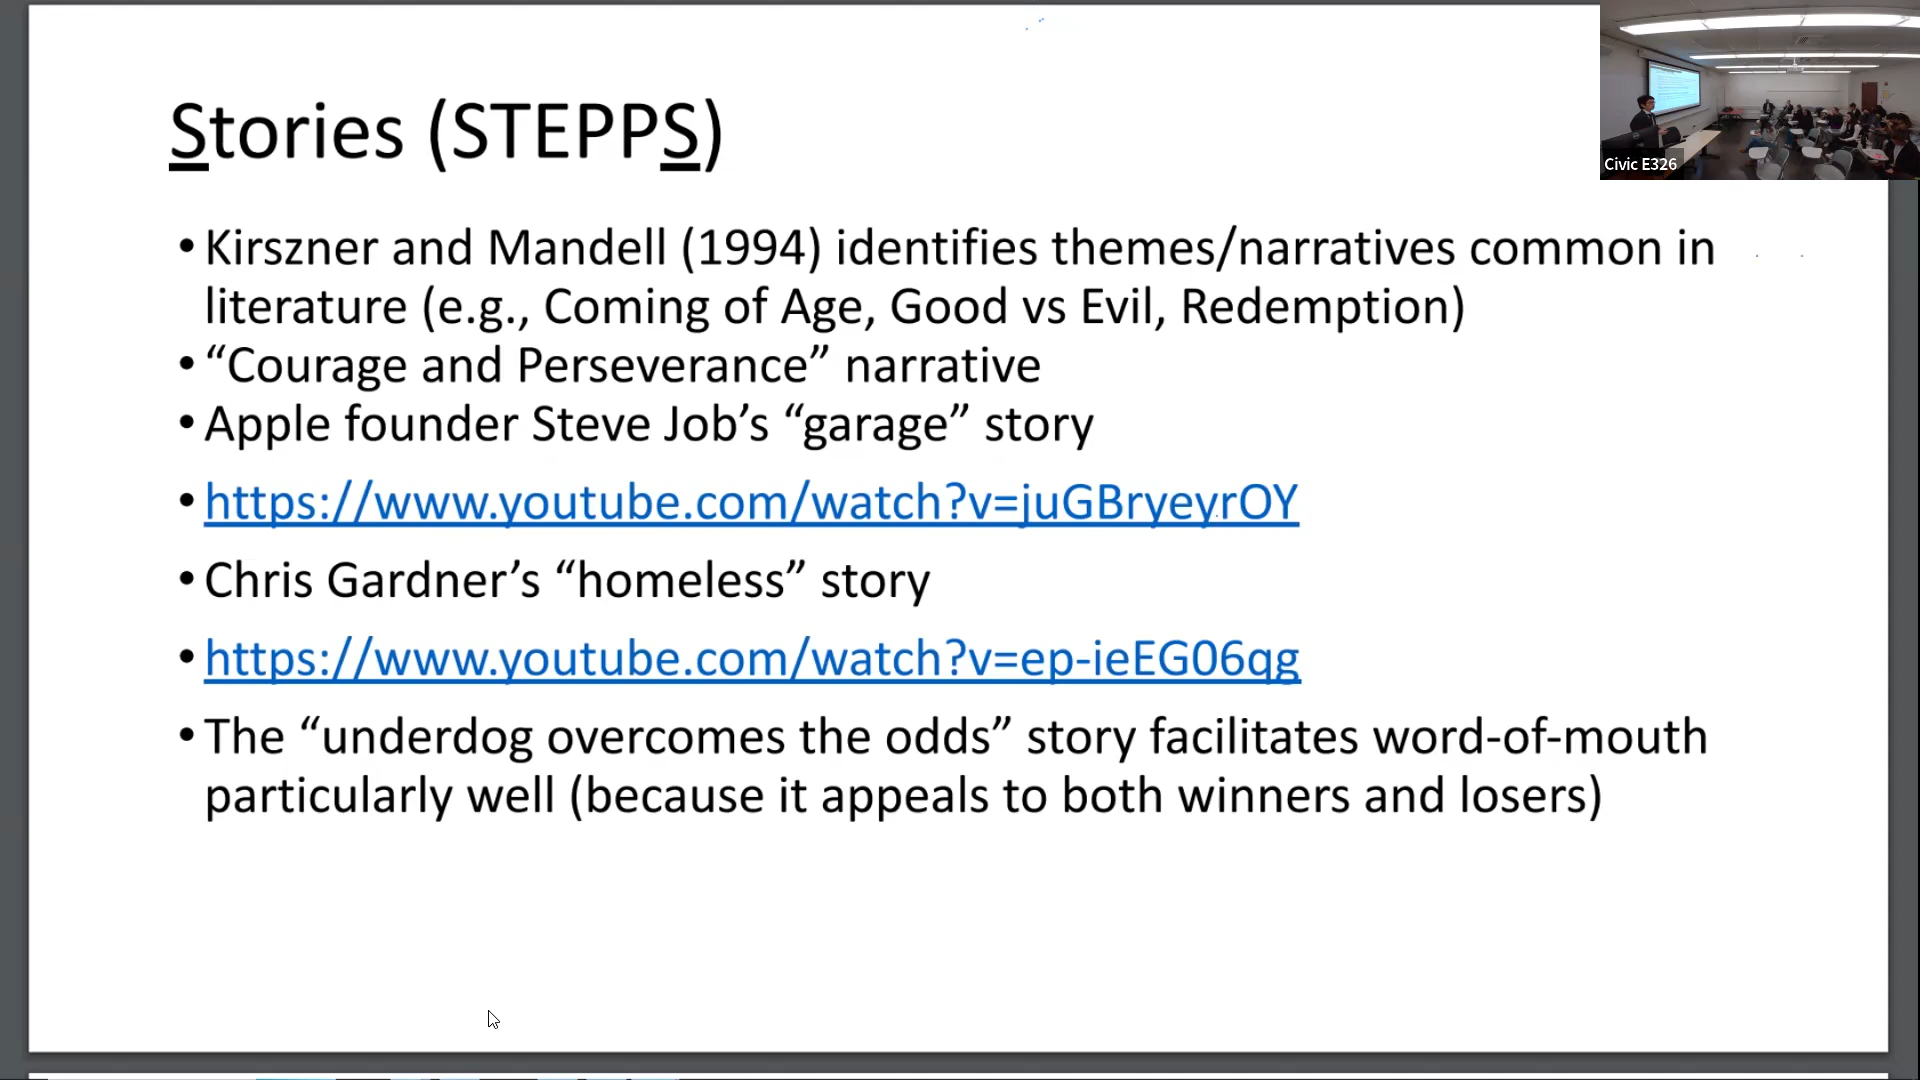 Stories (STEPPS)
Civic E326
• Kirszner and Mandell (1994) identifies themes/narratives common in
literature (e.g., Coming of Age, Good vs Evil, Redemption)
• “Courage and Perseverance” narrative
• Apple founder Steve Job’s “garage” story
• https://www.youtube.com/watch?v=juGBryeyrOY
• Chris Gardner’s “homeless” story
• https://www.youtube.com/watch?v=ep-ieEG06qg
• The “underdog overcomes the odds” story facilitates word-of-mouth
particularly well (because it appeals to both winners and losers)